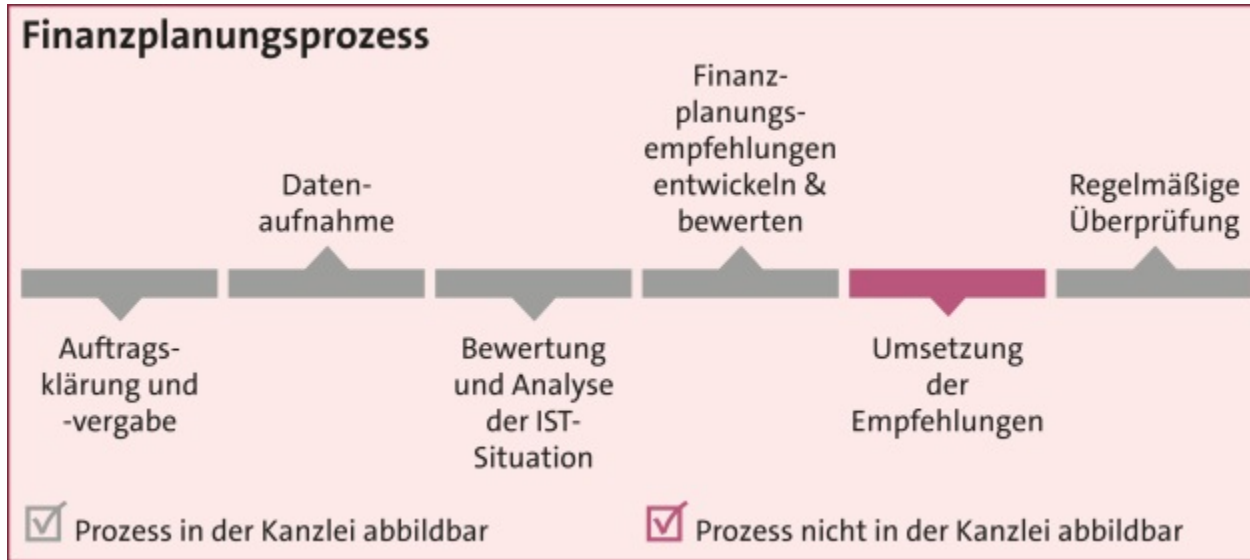 Finanzplanungsprozess
Auftrags-
klärung und
-vergabe
Daten-
aufnahme
Bewertung
und Analyse
der IST-
Situation
Finanz-
planungs-
empfehlungen
entwickeln &
bewerten
Umsetzung
der
Empfehlungen
Regelmäßige
Überprüfung
Prozess in der Kanzlei abbildbar
Prozess nicht in der Kanzlei abbildbar